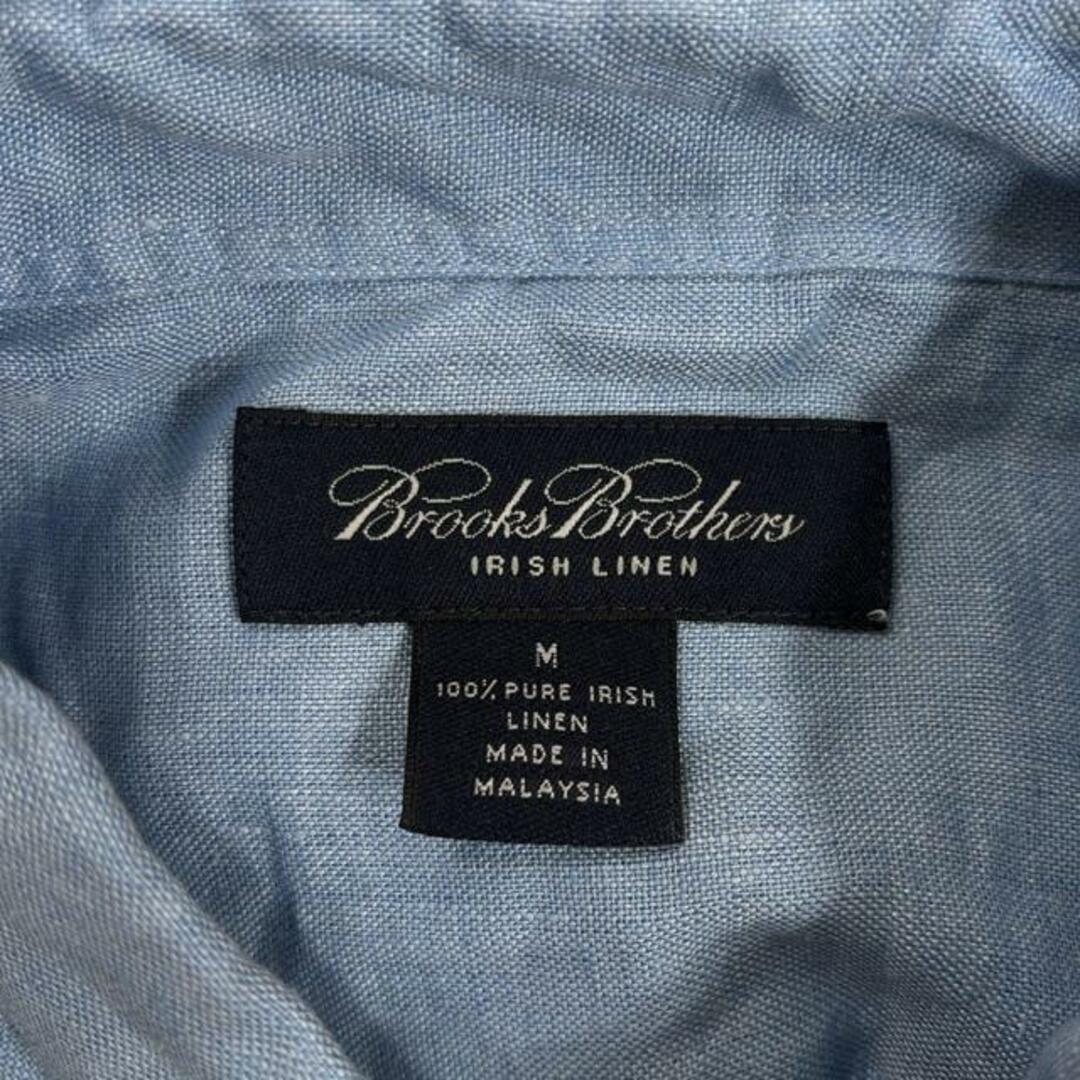 Brooks Brothers
IRISH LINEN
M
100% PURE IRISH
LINEN
MADE IN
MALAYSIA